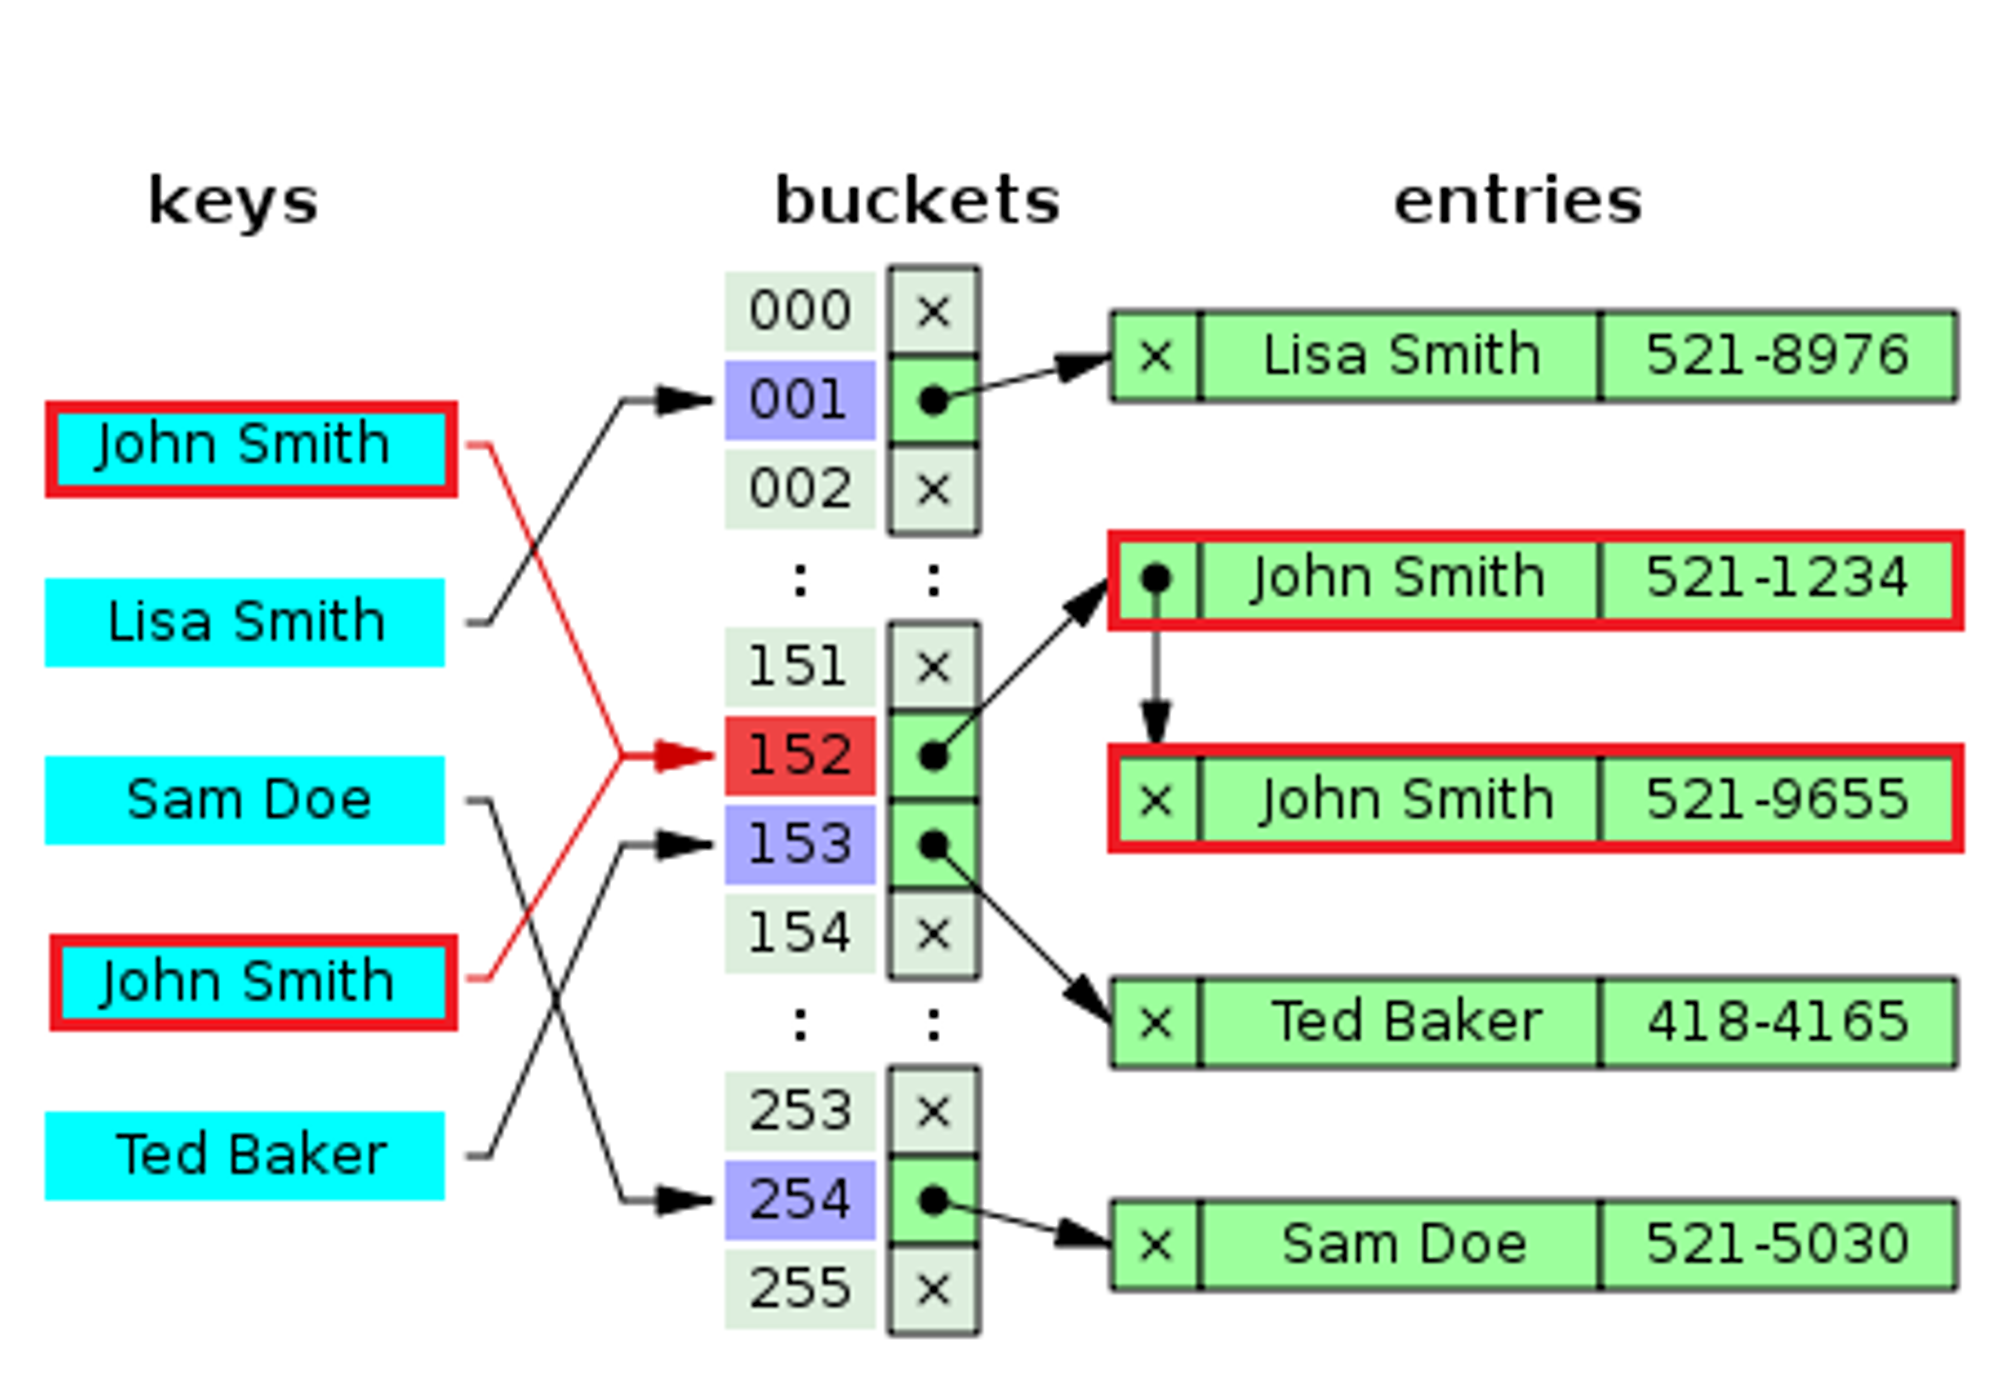 keys
buckets
entries
John Smith
Lisa Smith
Sam Doe
John Smith
Ted Baker
000 ×
001
002 ×
: :
151 ×
152
153
154 ×
: :
253 ×
254
255 ×
× Lisa Smith 521-8976
John Smith 521-1234
× John Smith 521-9655
× Ted Baker 418-4165
× Sam Doe 521-5030